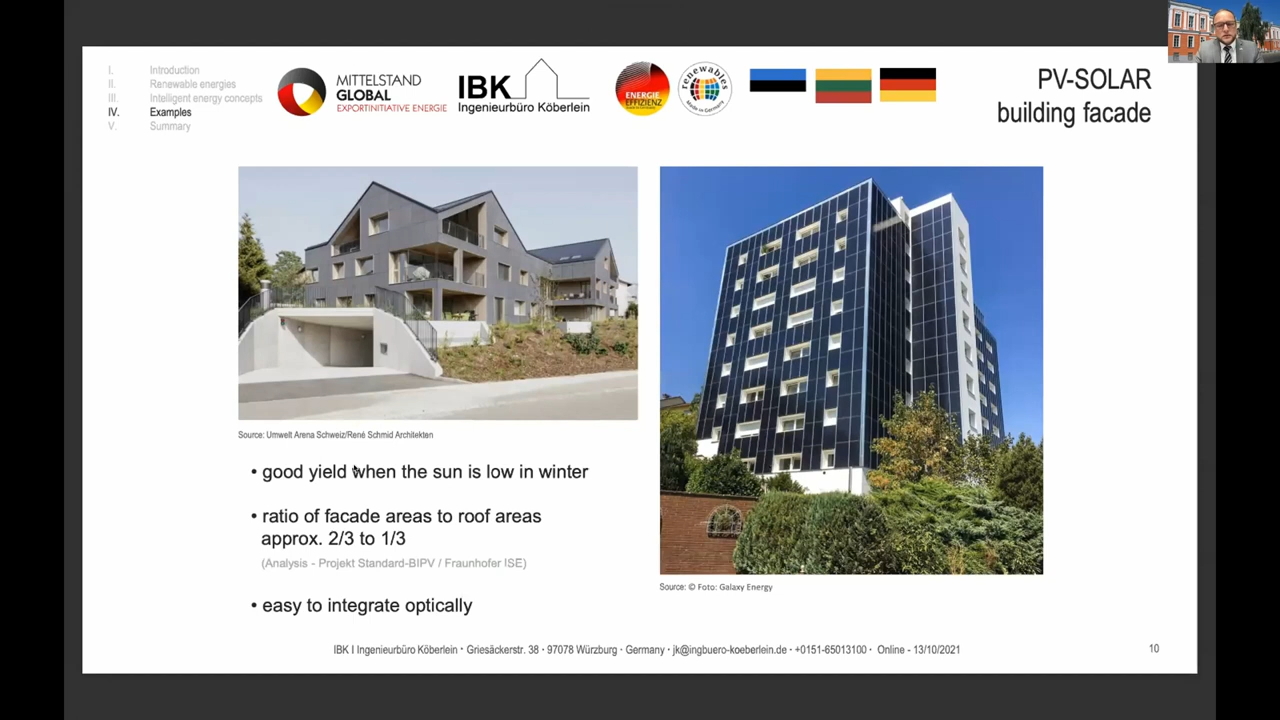 I. Introduction
II. Renewable energies
III. Intelligent energy concepts
IV. Examples
V. Summary
MITTELSTAND
GLOBAL
EXPORTINITIATIVE ENERGIE
IBK
Ingenieurbüro Köberlein
ENERGIE
EFFIZIENZ
renewables
Made in Germany
PV-SOLAR
building facade
Source: Umwelt Arena Schweiz/René Schmid Architekten
• good yield when the sun is low in winter
• ratio of facade areas to roof areas
approx. 2/3 to 1/3
(Analysis - Projekt Standard-BIPV / Fraunhofer ISE)
• easy to integrate optically
Source: © Foto: Galaxy Energy
IBK I Ingenieurbüro Köberlein · Griesäckerstr. 38 · 97078 Würzburg · Germany · jk@ingbuero-koeberlein.de · +0151-65013100 · Online - 13/10/2021
10